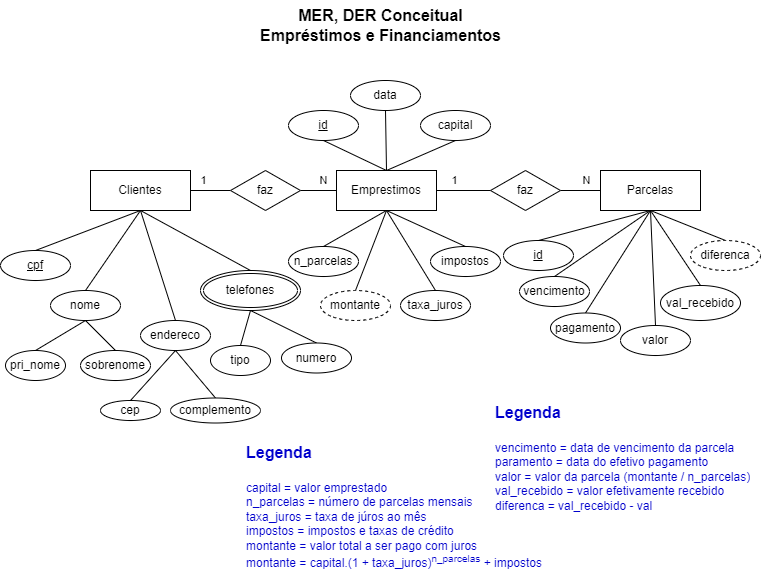 MER, DER Conceitual
Empréstimos e Financiamentos
data
id
capital
Clientes
1
faz
N
Emprestimos
1
faz
N
Parcelas
cpf
n_parcelas
impostos
id
diferenca
nome
telefones
montante
taxa_juros
vencimento
val_recebido
endereco
pagamento
valor
pri_nome
sobrenome
tipo
numero
cep
complemento
Legenda
vencimento = data de vencimento da parcela
paramento = data do efetivo pagamento
valor = valor da parcela (montante / n_parcelas)
val_recebido = valor efetivamente recebido
diferenca = val_recebido - val
Legenda
capital = valor emprestado
n_parcelas = número de parcelas mensais
taxa_juros = taxa de júros ao mês
impostos = impostos e taxas de crédito
montante = valor total a ser pago com juros
montante = capital.(1 + taxa_juros)^n_parcelas + impostos